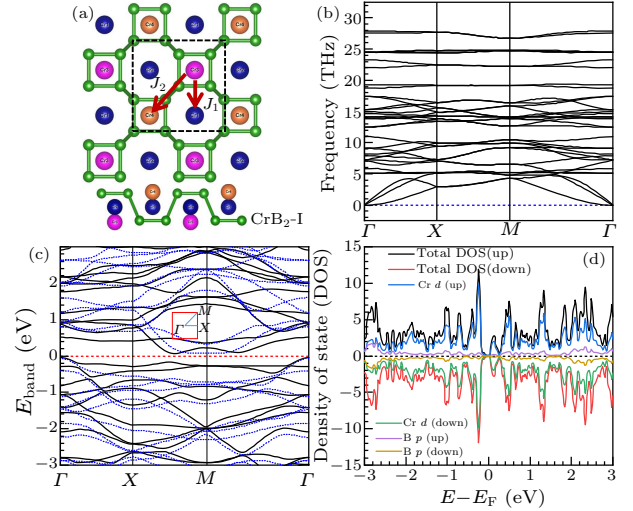 (a)
J2
J1
CrB2-I
(b)
Frequency (THz)
30
25
20
15
10
5
0
Γ X M Γ
(c)
Eband (eV)
3
2
1
0
−1
−2
−3
Γ X M Γ
M
Γ X
(d)
Density of state (DOS)
15
10
5
0
−5
−10
−15
Total DOS(up)
Total DOS(down)
Cr d (up)
Cr d (down)
B p (up)
B p (down)
−3 −2 −1 0 1 2 3
E−EF (eV)